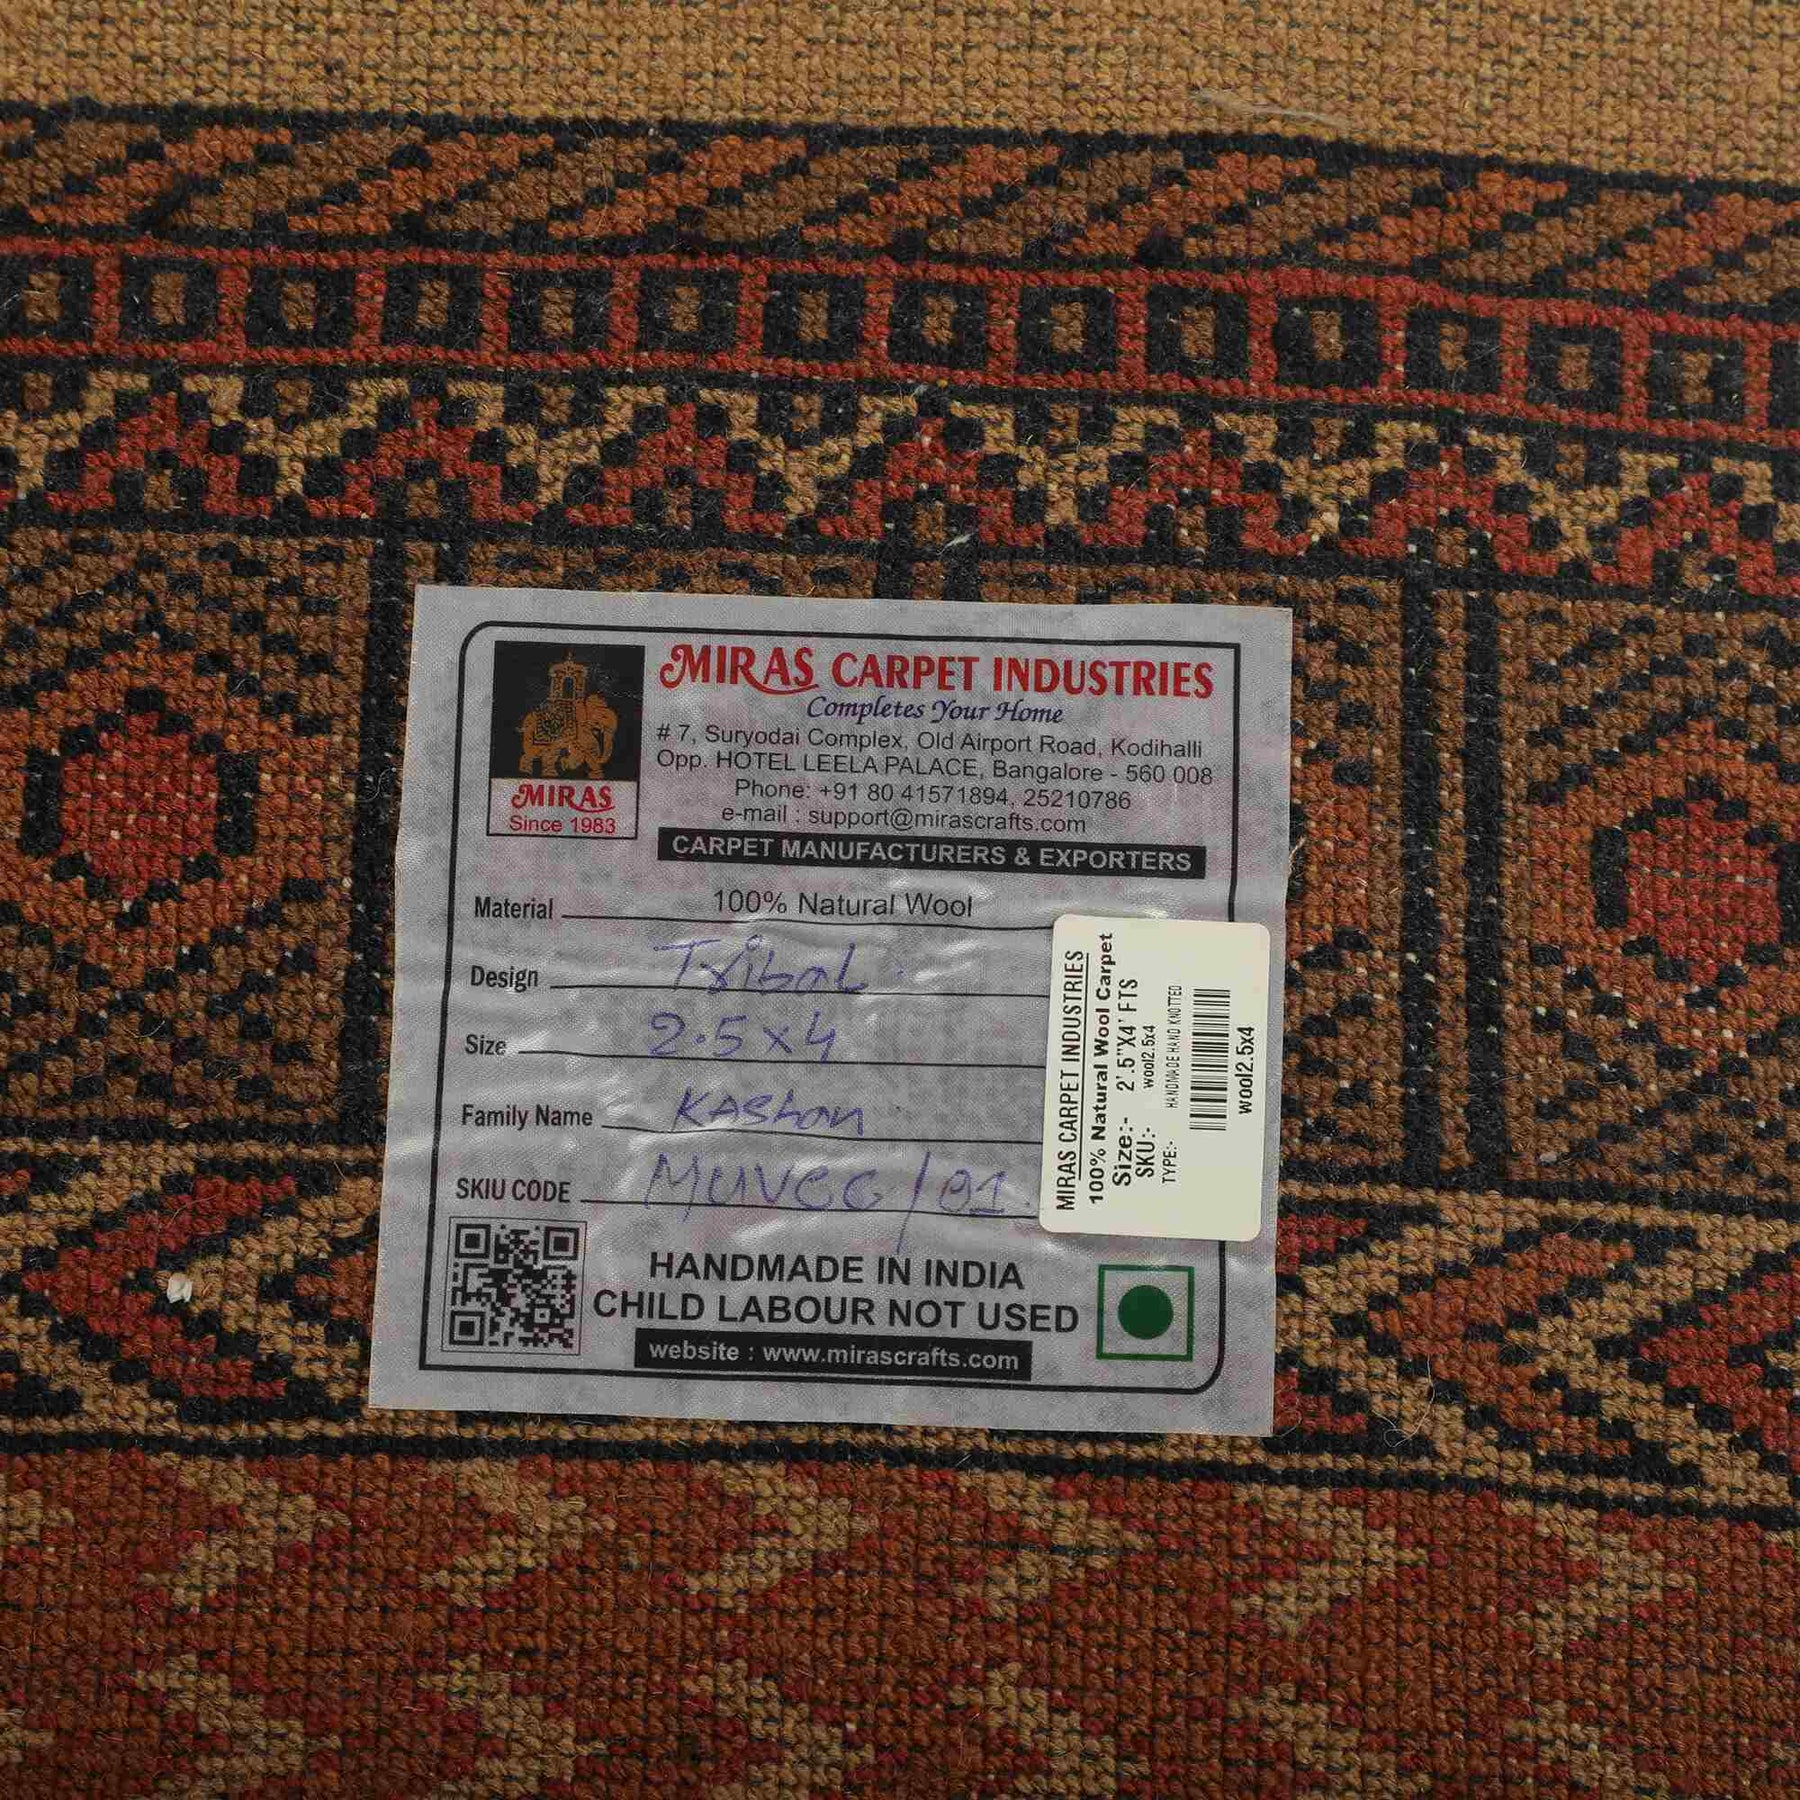 MIRAS CARPET INDUSTRIES
Completes Your Home
# 7, Suryodai Complex, Old Airport Road, Kodihalli
Opp. HOTEL LEELA PALACE, Bangalore - 560 008
Phone: +91 80 41571894, 25210786
e-mail : support@mirascrafts.com
MIRAS
Since 1983
CARPET MANUFACTURERS & EXPORTERS
Material 100% Natural Wool
Design Tribal
Size 2.5x4
Family Name Kashan
SKIU CODE /01
HANDMADE IN INDIA
CHILD LABOUR NOT USED
website : www.mirascrafts.com
MIRAS CARPET INDUSTRIES
100% Natural Wool Carpet
Size:- 2'.5"X4' FTS
SKU:- wool2.5x4
TYPE:- HANDMADE HAND KNOTTED
wool2.5x4